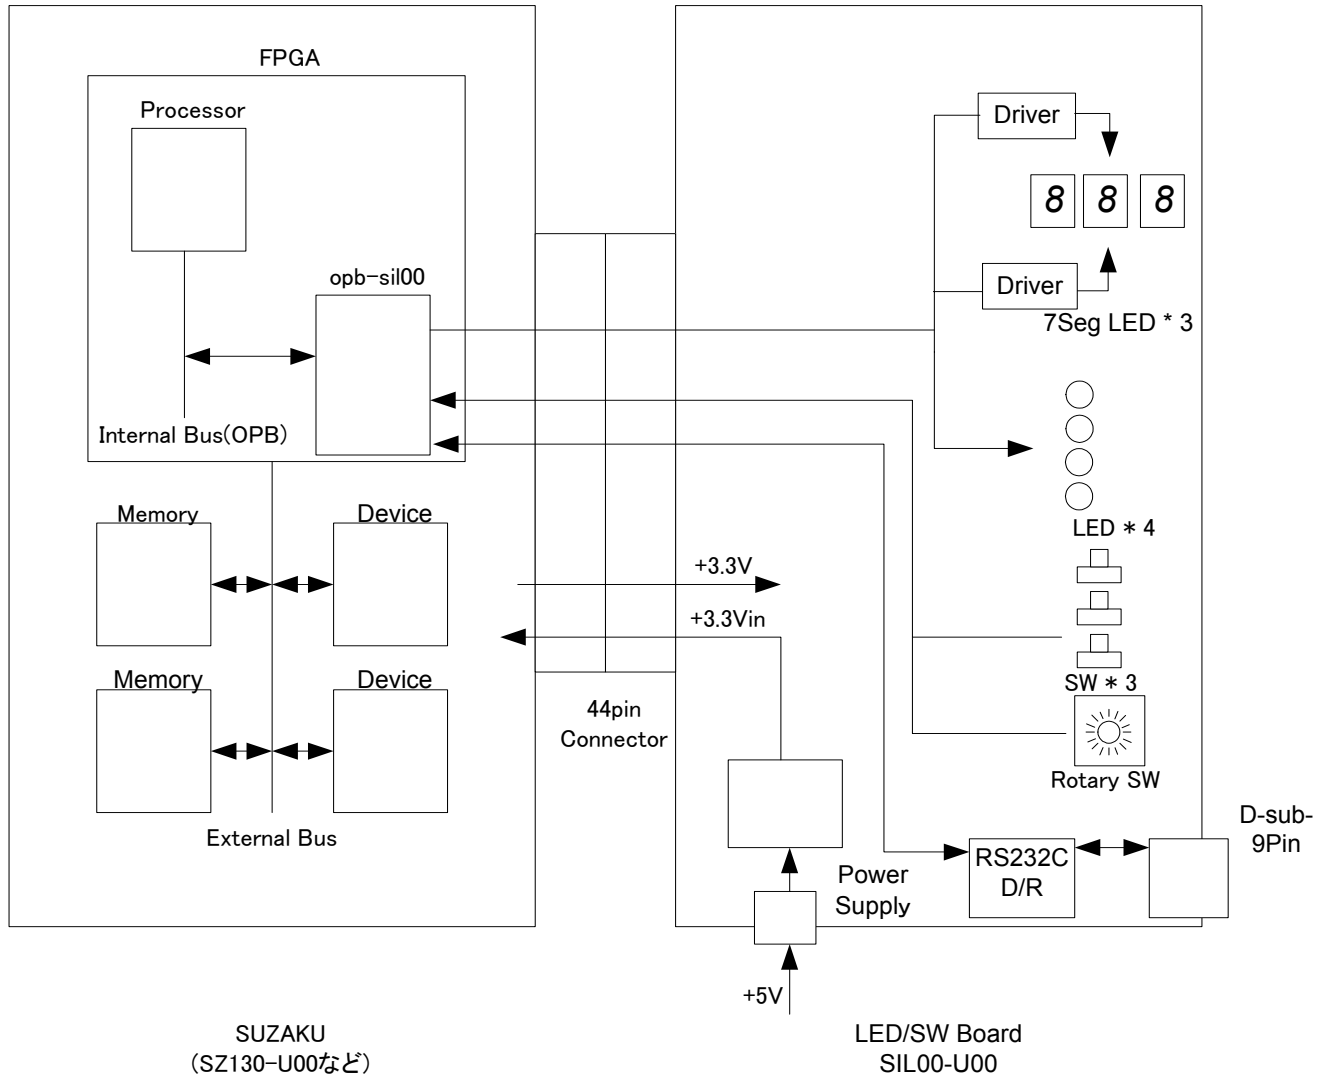 FPGA
Processor
opb-sil00
Internal Bus(OPB)
Memory
Device
Memory
Device
External Bus
44pin
Connector
+3.3V
+3.3Vin
Driver
8 8 8
Driver
7Seg LED * 3
LED * 4
SW * 3
Rotary SW
D-sub-
9Pin
RS232C
D/R
Power
Supply
+5V
SUZAKU
(SZ130-U00など)
LED/SW Board
SIL00-U00